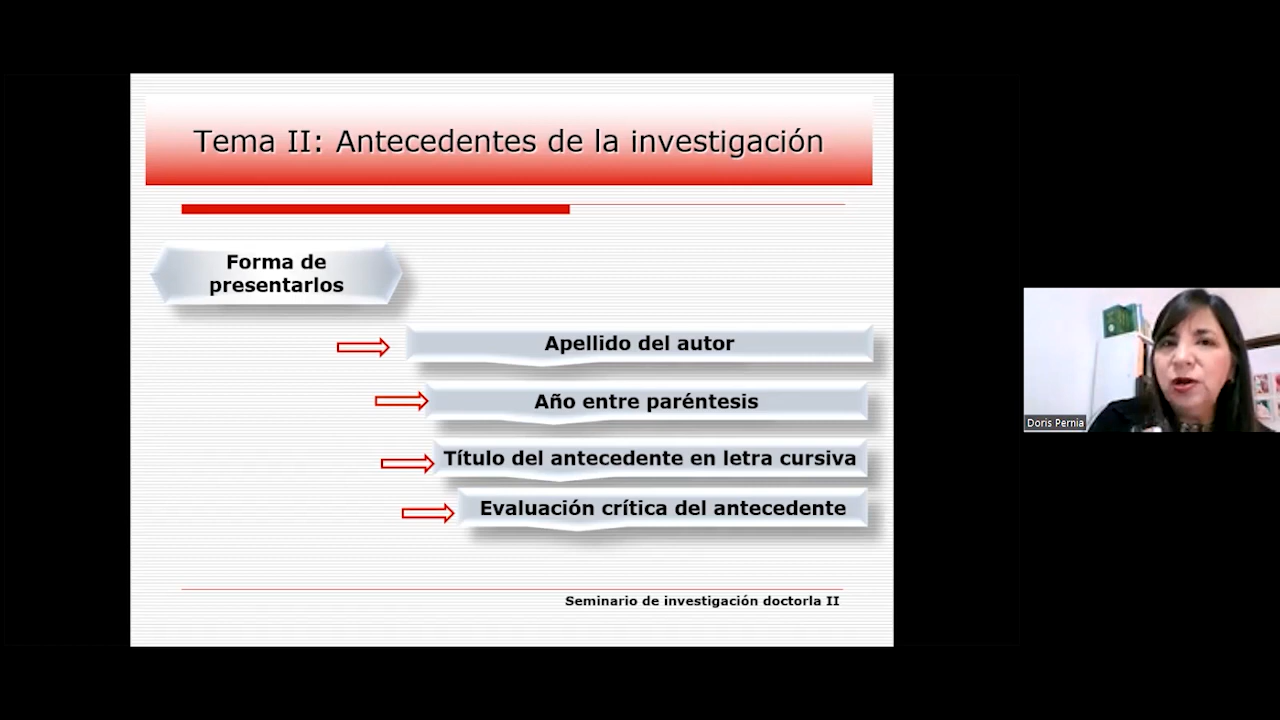 Tema II: Antecedentes de la investigación
Forma de
presentarlos
Apellido del autor
Año entre paréntesis
Título del antecedente en letra cursiva
Evaluación crítica del antecedente
Seminario de investigación doctorla II
Doris Pernia